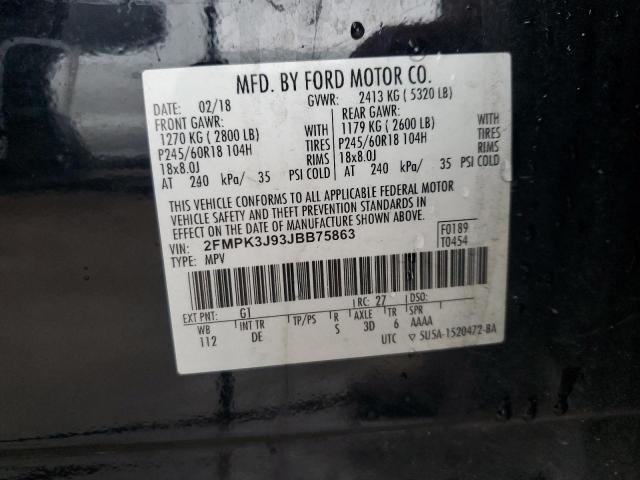 MFD. BY FORD MOTOR CO.
DATE: 02/18 GVWR: 2413 KG ( 5320 LB)
FRONT GAWR: REAR GAWR:
1270 KG ( 2800 LB) WITH 1179 KG ( 2600 LB) WITH
P245/60R18 104H TIRES P245/60R18 104H TIRES
18x8.0J RIMS 18x8.0J RIMS
AT 240 kPa/ 35 PSI COLD AT 240 kPa/ 35 PSI COLD
THIS VEHICLE CONFORMS TO ALL APPLICABLE FEDERAL MOTOR
VEHICLE SAFETY AND THEFT PREVENTION STANDARDS IN
EFFECT ON THE DATE OF MANUFACTURE SHOWN ABOVE.
VIN: 2FMPK3J93JBB75863 F0189
TYPE: MPV T0454
EXT PNT: G1 RC: 27 DSO:
WB INT TR TP/PS R AXLE TR SPR
112 DE S 3D 6 AAAA
UTC ▽ SU5A-1520472-BA